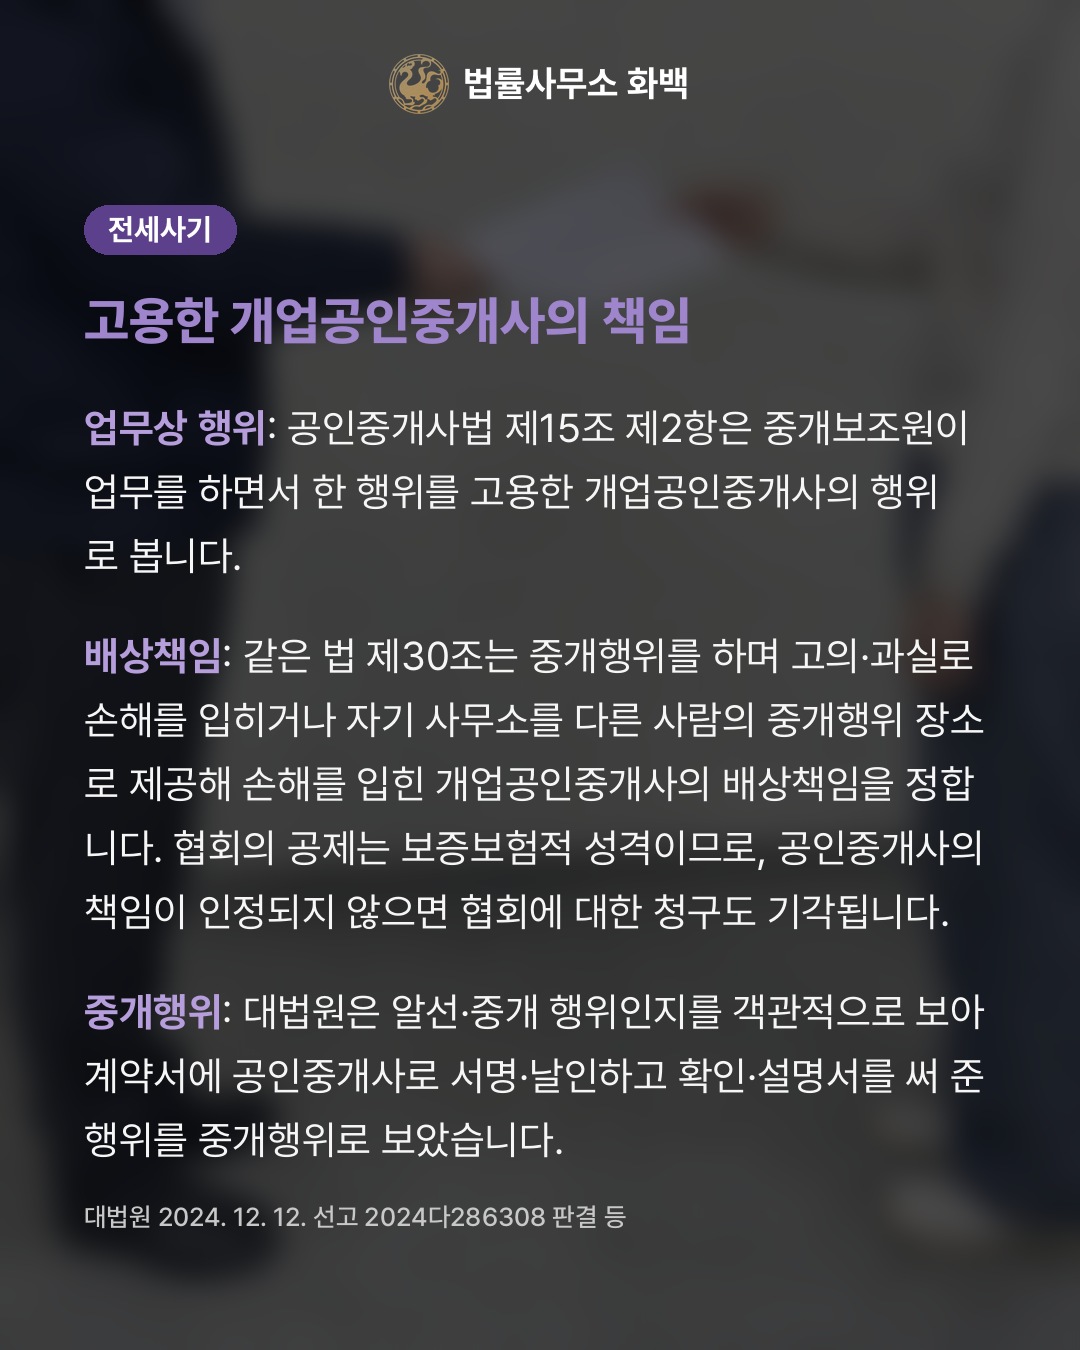 법률사무소 화백
전세사기
고용한 개업공인중개사의 책임
업무상 행위: 공인중개사법 제15조 제2항은 중개보조원이
업무를 하면서 한 행위를 고용한 개업공인중개사의 행위
로 봅니다.
배상책임: 같은 법 제30조는 중개행위를 하며 고의·과실로
손해를 입히거나 자기 사무소를 다른 사람의 중개행위 장소
로 제공해 손해를 입힌 개업공인중개사의 배상책임을 정합
니다. 협회의 공제는 보증보험적 성격이므로, 공인중개사의
책임이 인정되지 않으면 협회에 대한 청구도 기각됩니다.
중개행위: 대법원은 알선·중개 행위인지를 객관적으로 보아
계약서에 공인중개사로 서명·날인하고 확인·설명서를 써 준
행위를 중개행위로 보았습니다.
대법원 2024. 12. 12. 선고 2024다286308 판결 등